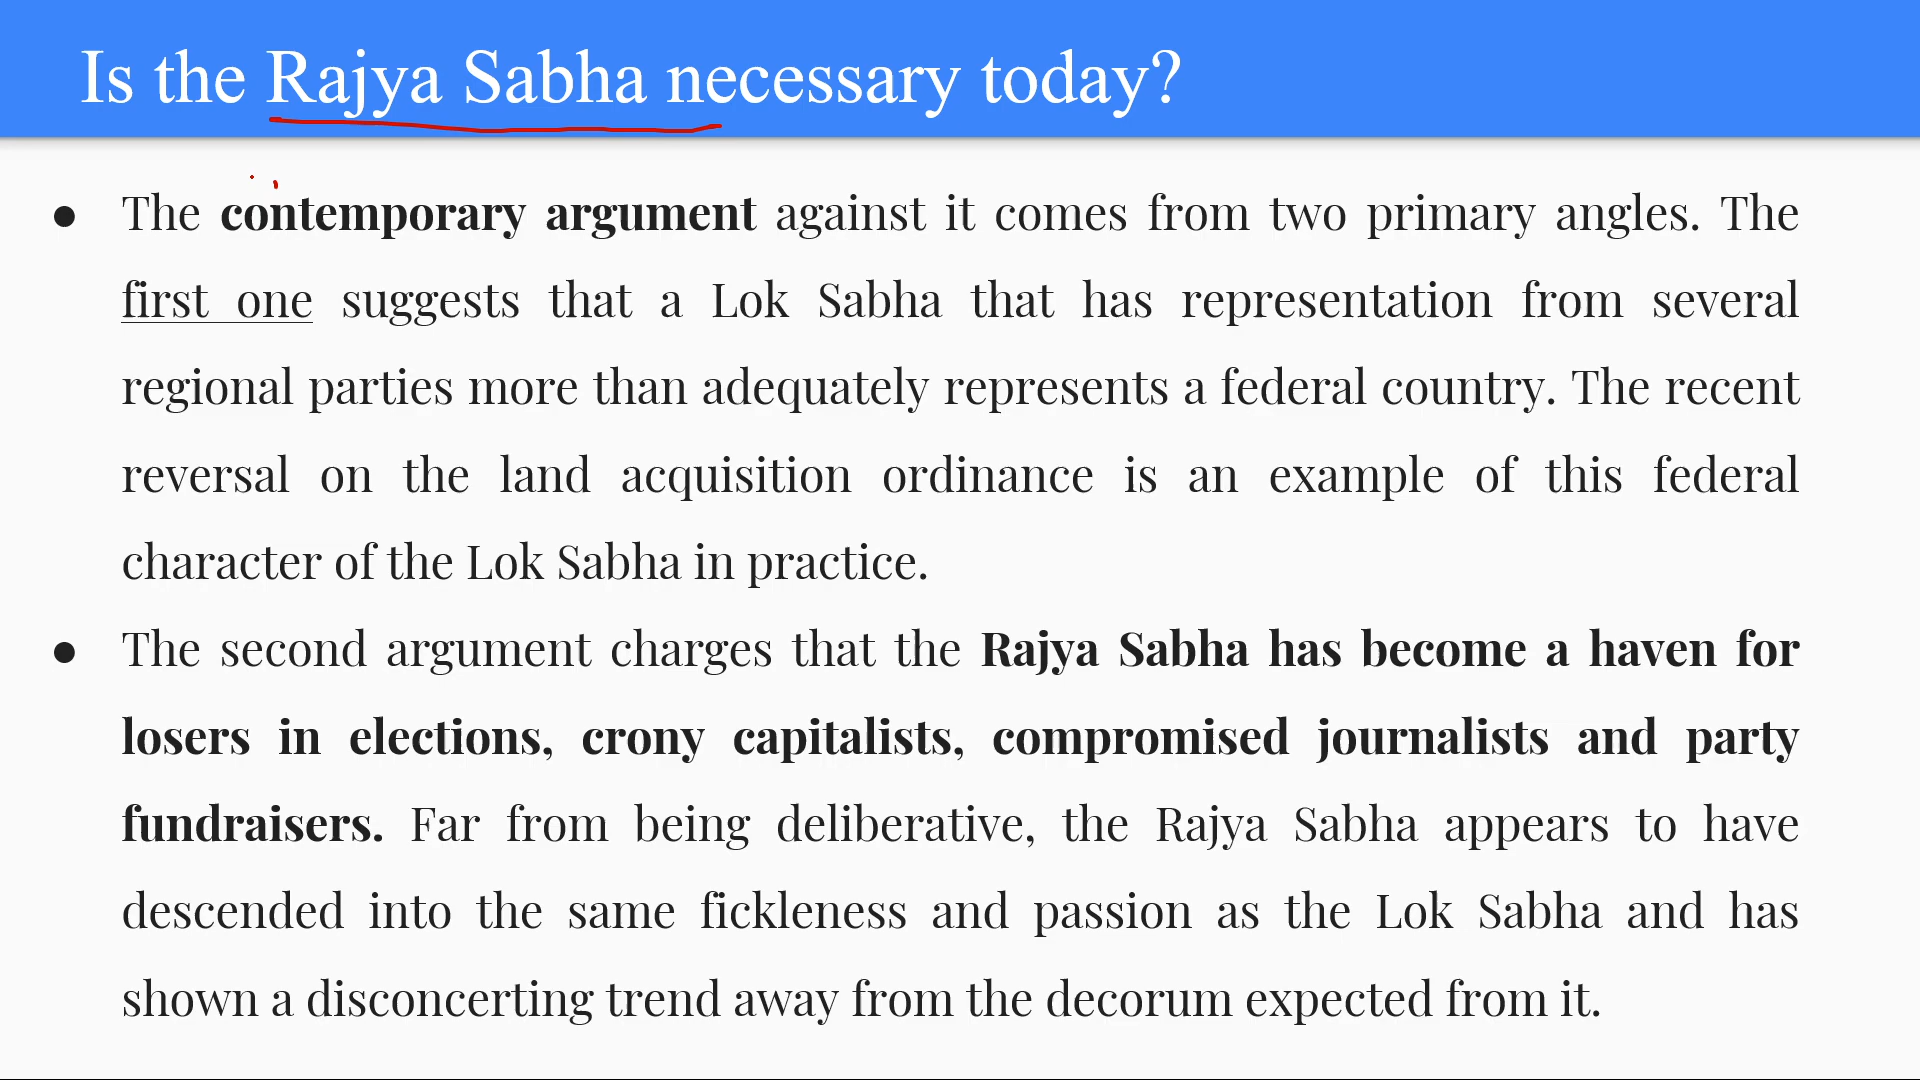 Is the Rajya Sabha necessary today?
● The contemporary argument against it comes from two primary angles. The
first one suggests that a Lok Sabha that has representation from several
regional parties more than adequately represents a federal country. The recent
reversal on the land acquisition ordinance is an example of this federal
character of the Lok Sabha in practice.
● The second argument charges that the Rajya Sabha has become a haven for
losers in elections, crony capitalists, compromised journalists and party
fundraisers. Far from being deliberative, the Rajya Sabha appears to have
descended into the same fickleness and passion as the Lok Sabha and has
shown a disconcerting trend away from the decorum expected from it.